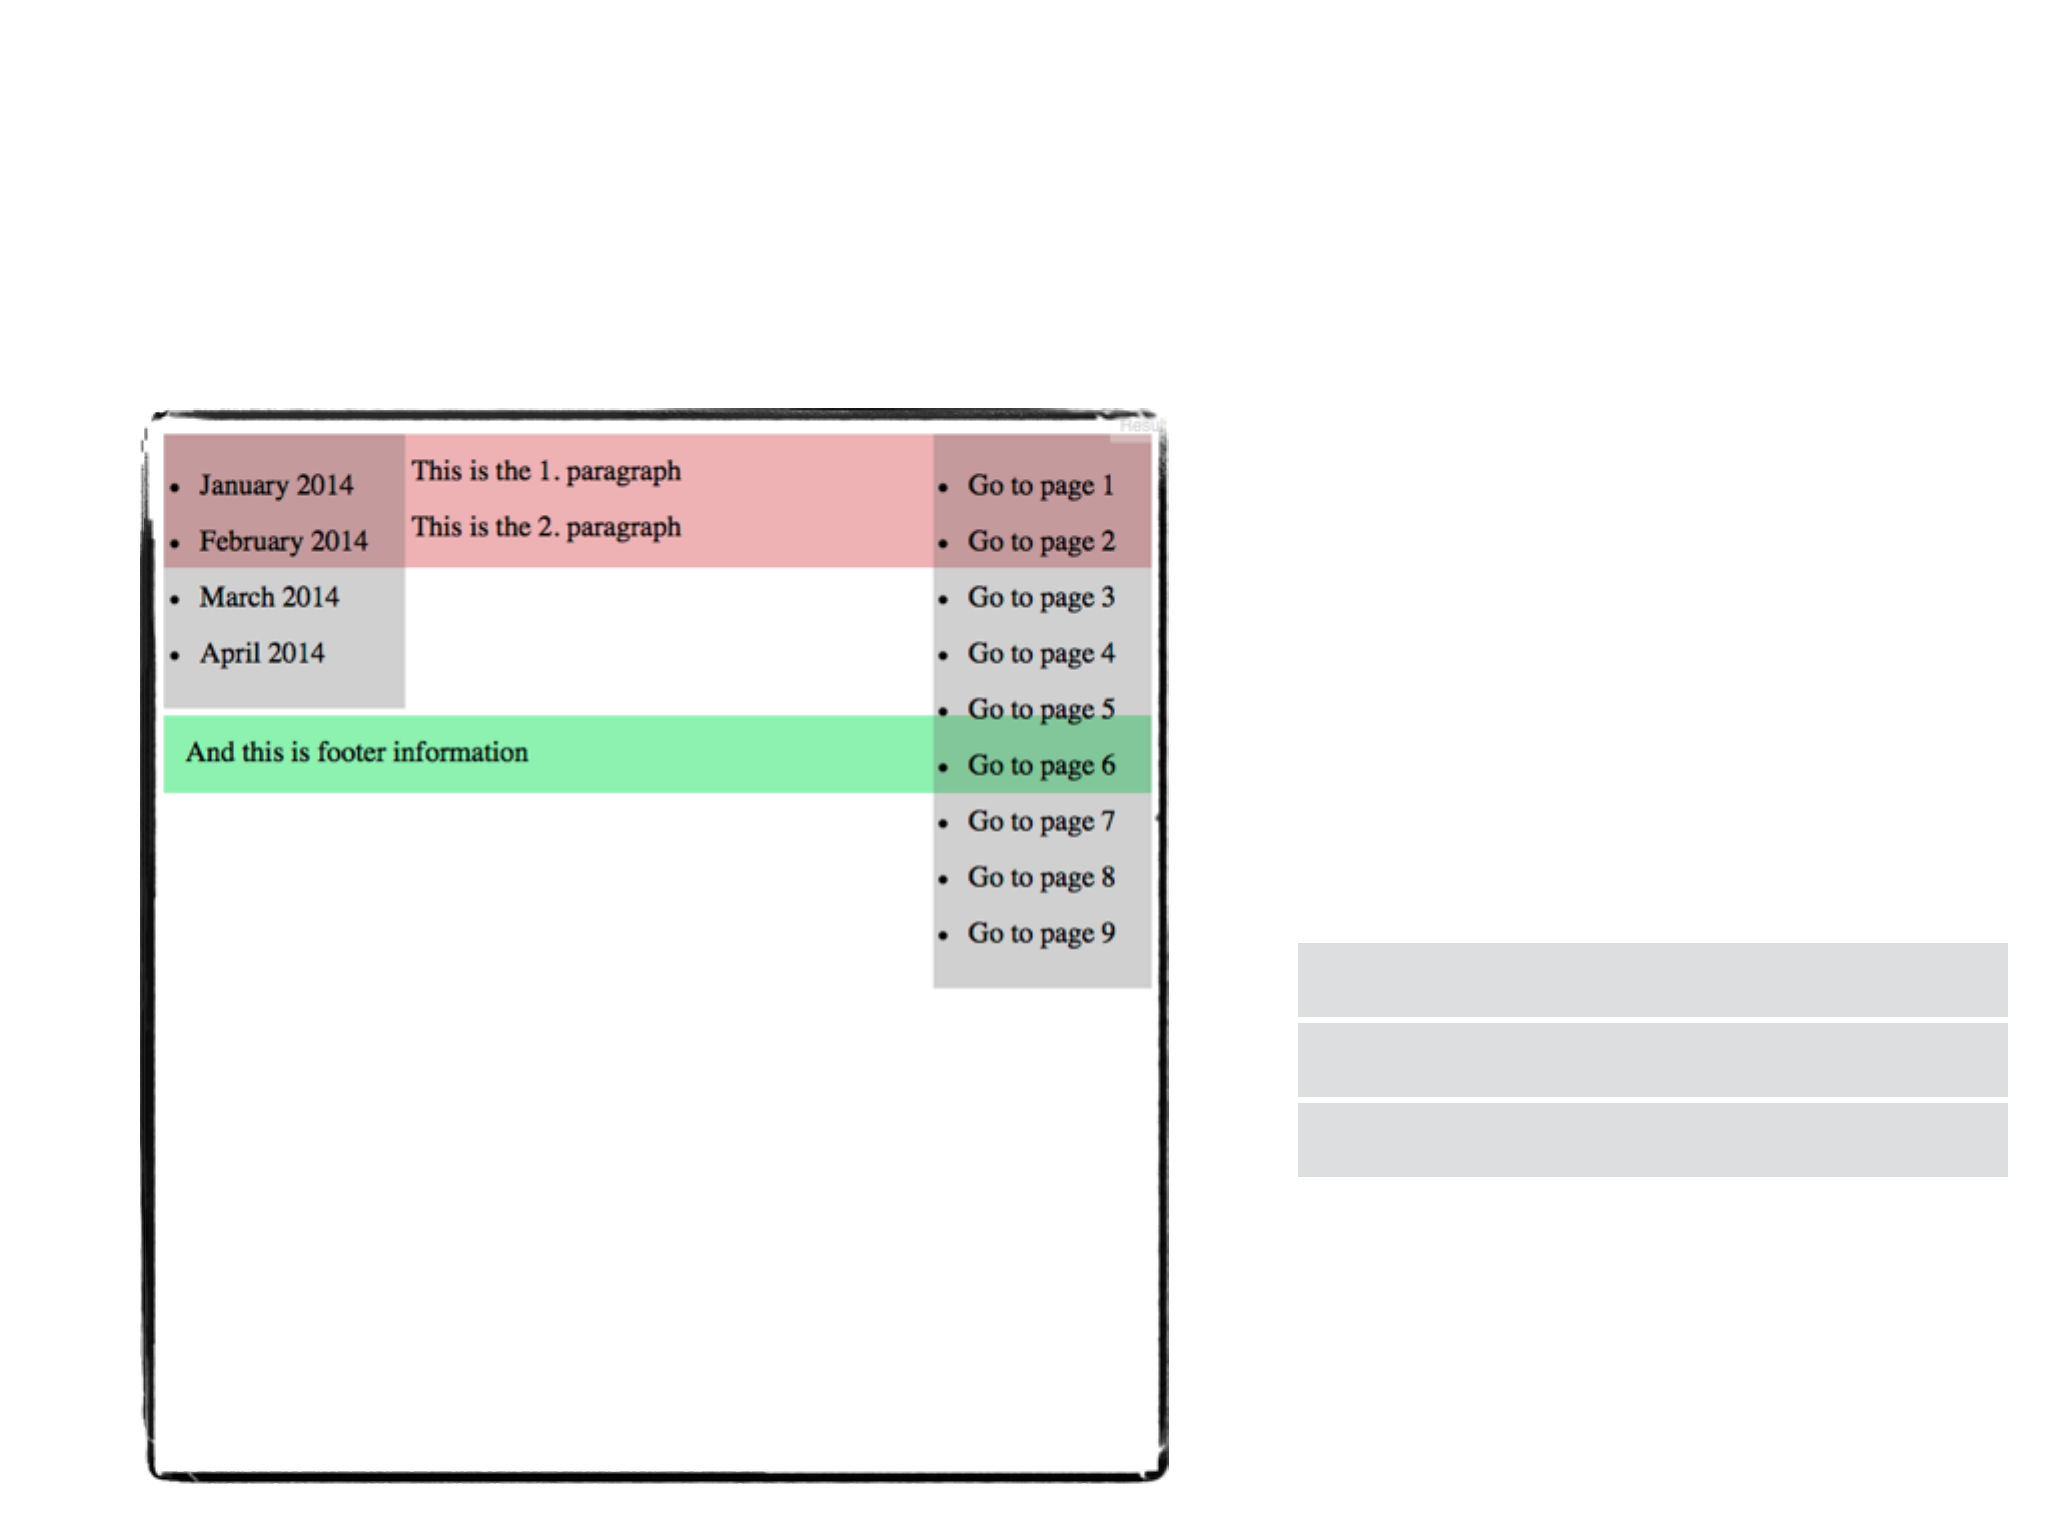 January 2014
February 2014
March 2014
April 2014
This is the 1. paragraph
This is the 2. paragraph
Go to page 1
Go to page 2
Go to page 3
Go to page 4
Go to page 5
Go to page 6
Go to page 7
Go to page 8
Go to page 9
And this is footer information